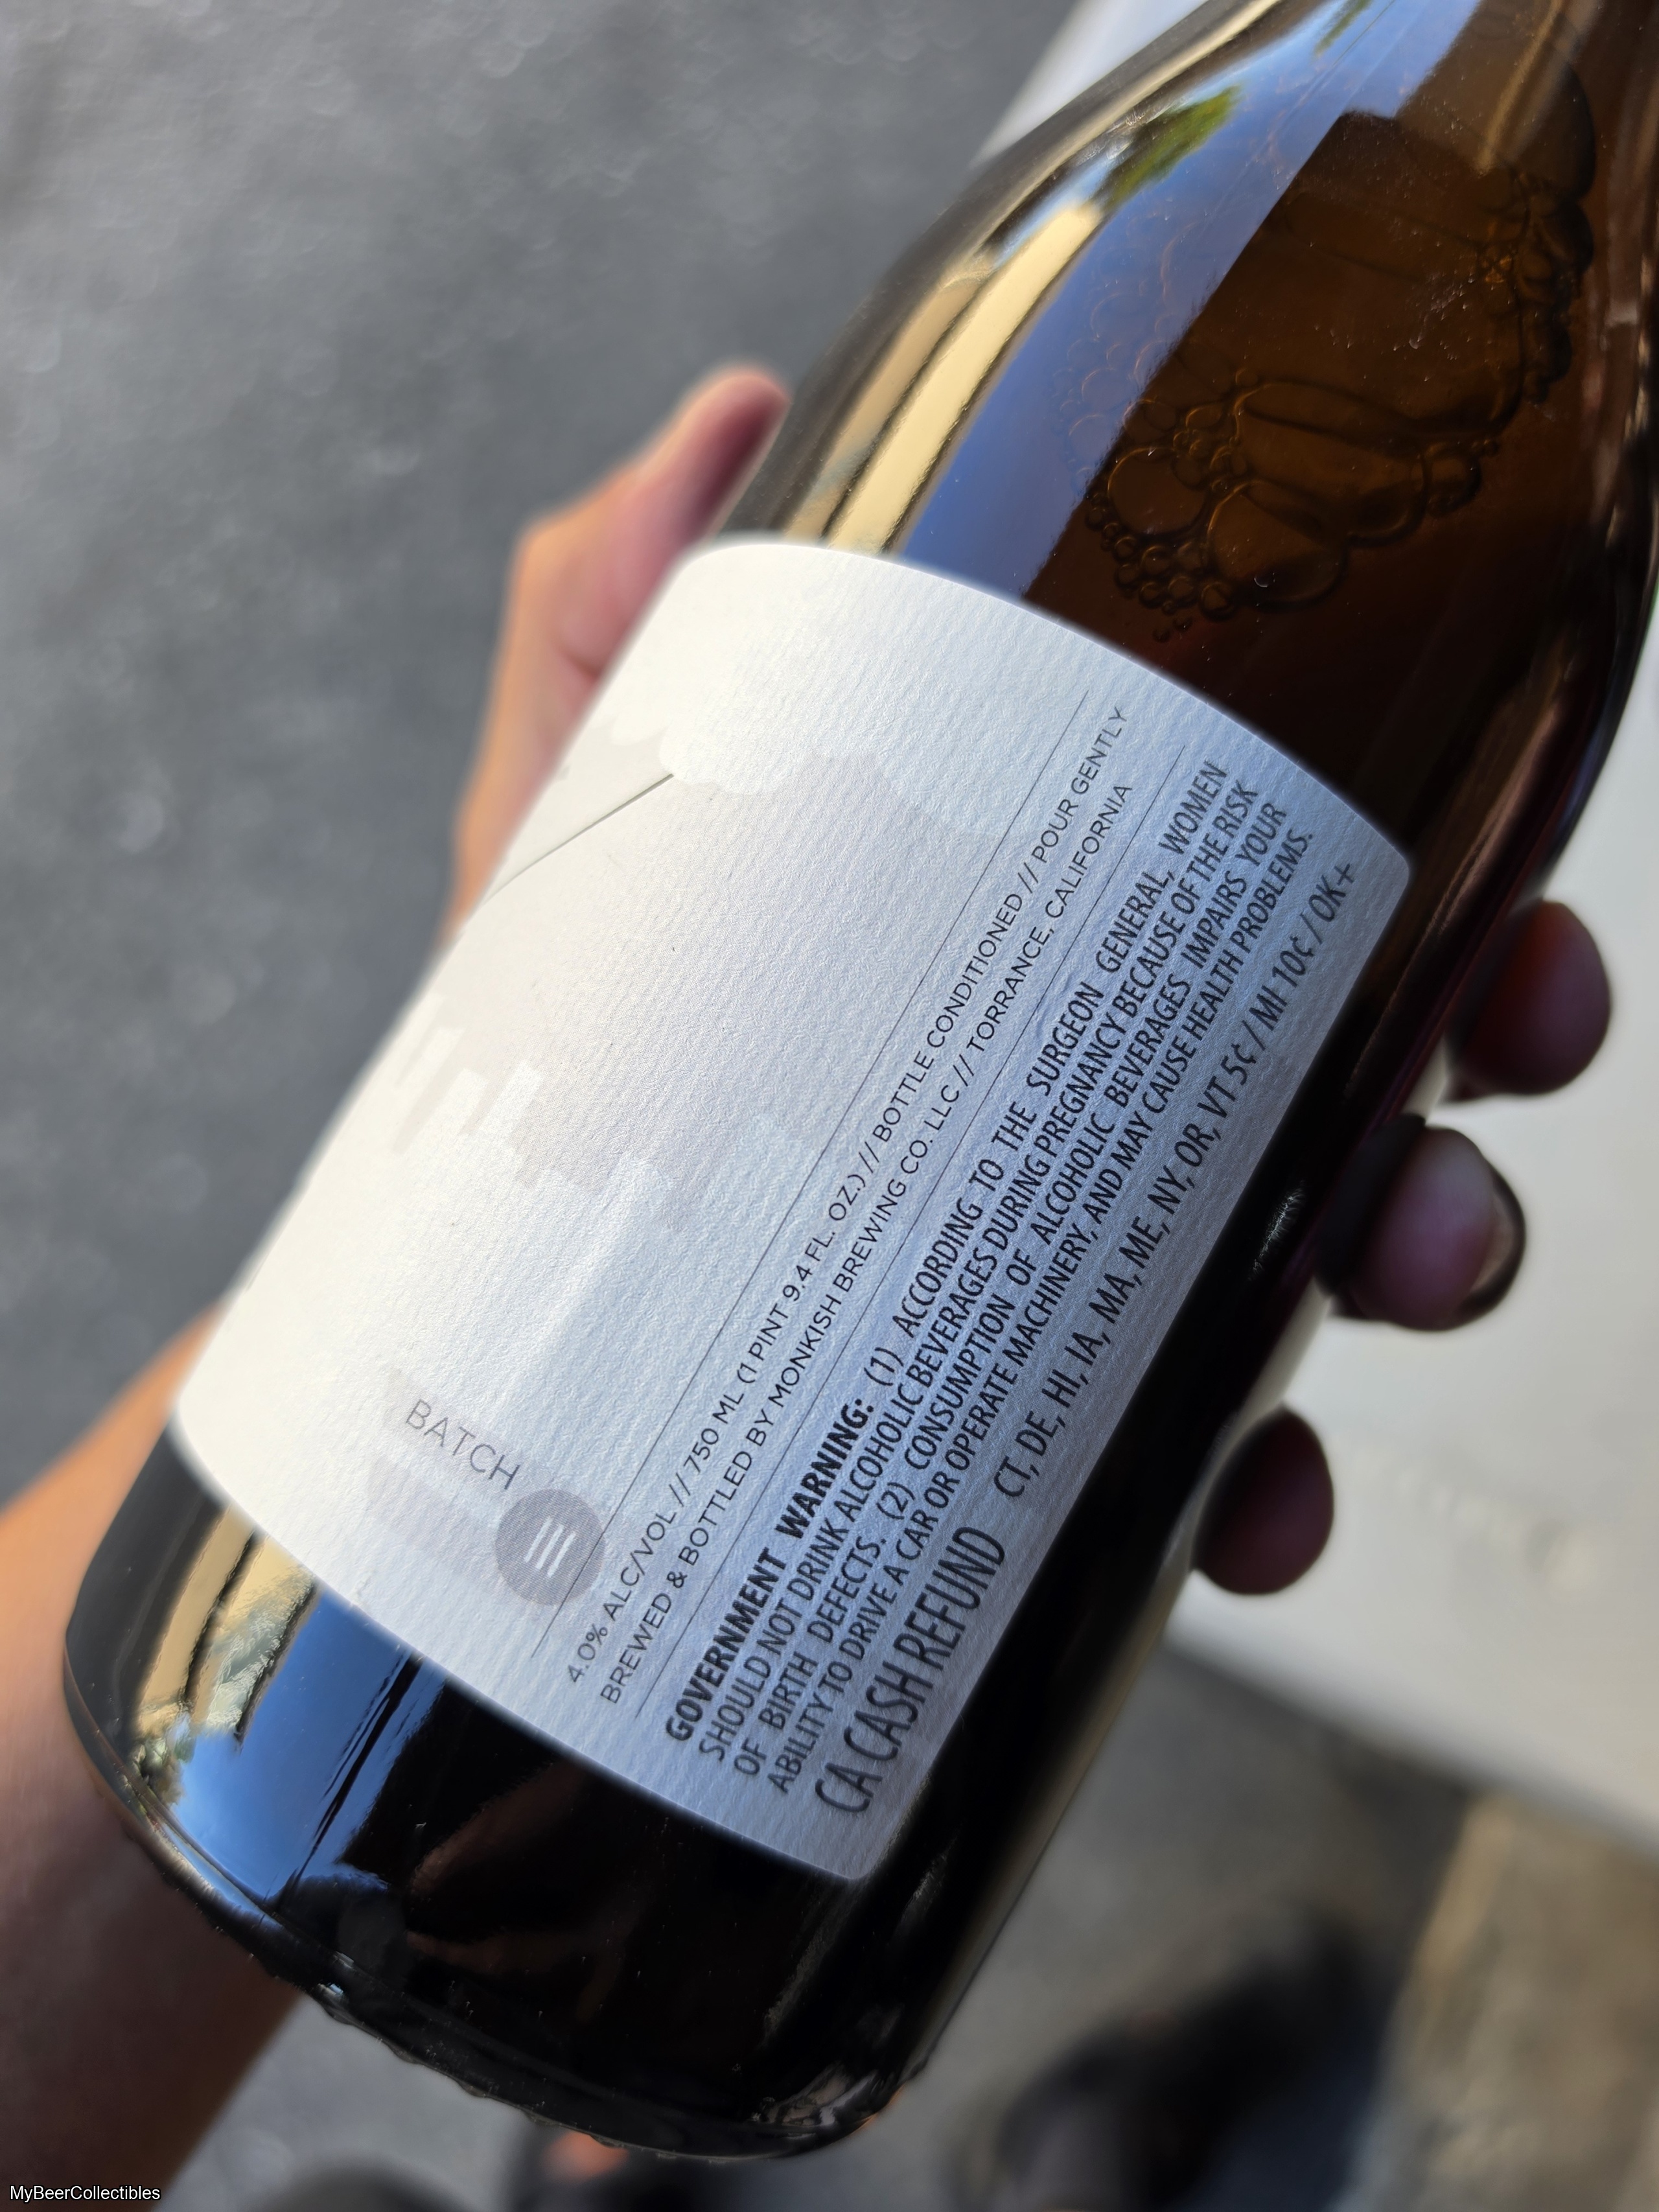 BATCH
III
4.0% ALC/VOL // 750 ML (1 PINT 9.4 FL. OZ.) // BOTTLE CONDITIONED // POUR GENTLY
BREWED & BOTTLED BY MONKISH BREWING CO. LLC // TORRANCE, CALIFORNIA
GOVERNMENT WARNING: (1) ACCORDING TO THE SURGEON GENERAL, WOMEN
SHOULD NOT DRINK ALCOHOLIC BEVERAGES DURING PREGNANCY BECAUSE OF THE RISK
OF BIRTH DEFECTS. (2) CONSUMPTION OF ALCOHOLIC BEVERAGES IMPAIRS YOUR
ABILITY TO DRIVE A CAR OR OPERATE MACHINERY, AND MAY CAUSE HEALTH PROBLEMS.
CA CASH REFUND CT, DE, HI, IA, MA, ME, NY, OR, VT 5¢ / MI 10¢ / OK+
MyBeerCollectibles